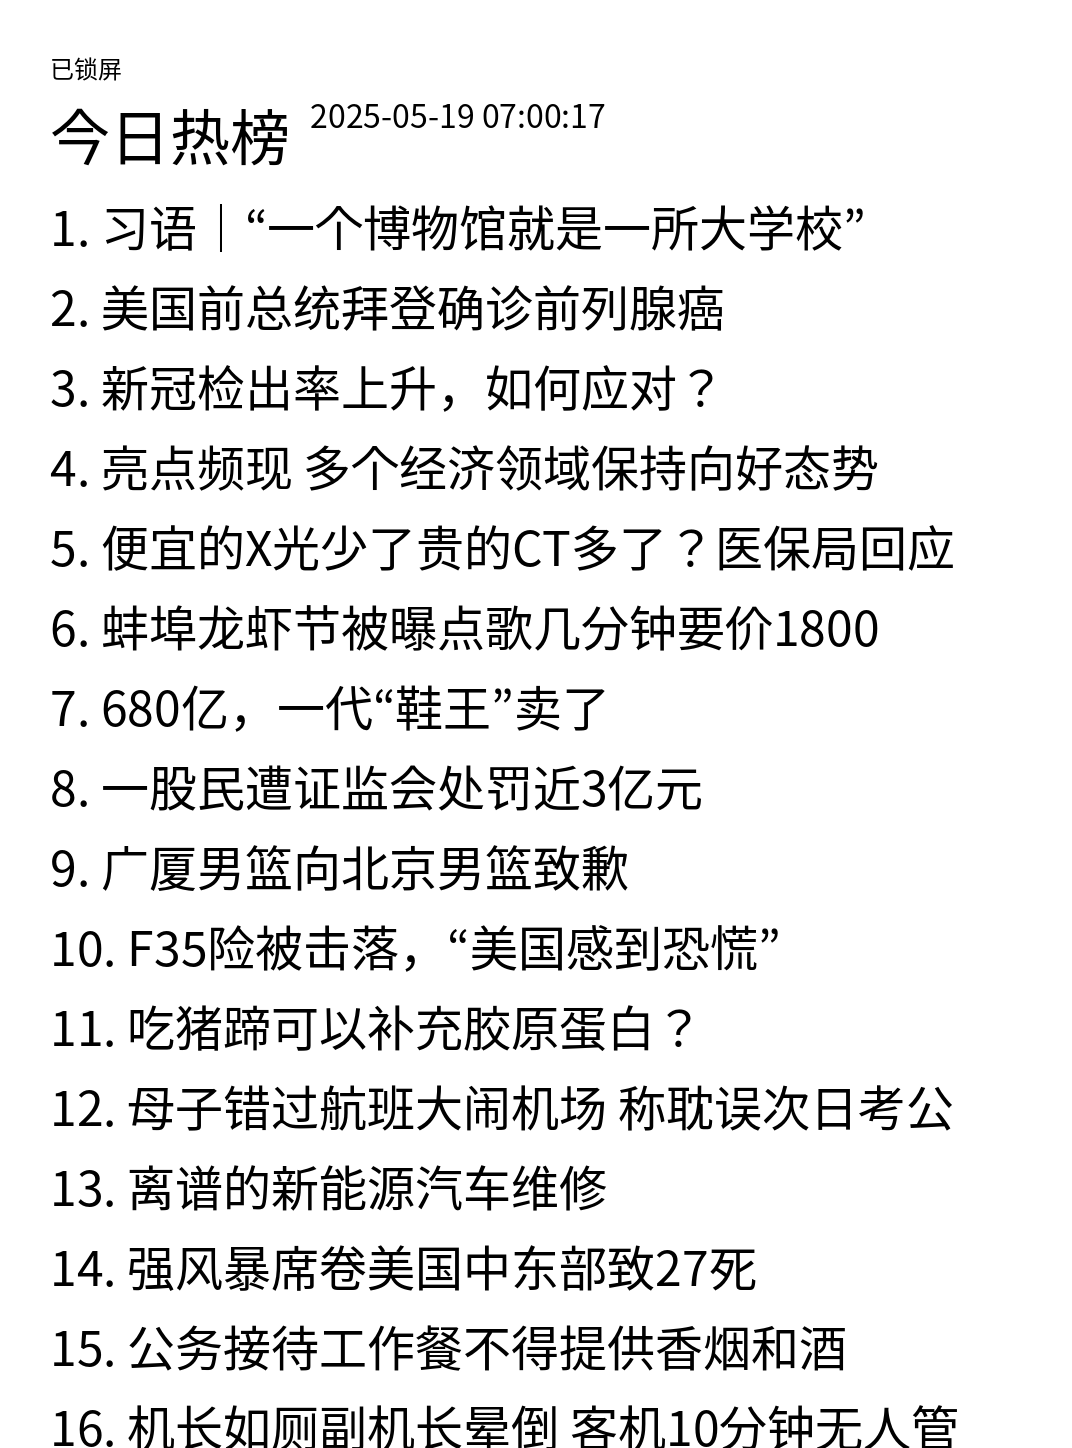 已锁屏
今日热榜 2025-05-19 07:00:17
1. 习语｜“一个博物馆就是一所大学校”
2. 美国前总统拜登确诊前列腺癌
3. 新冠检出率上升，如何应对？
4. 亮点频现 多个经济领域保持向好态势
5. 便宜的X光少了贵的CT多了？医保局回应
6. 蚌埠龙虾节被曝点歌几分钟要价1800
7. 680亿，一代“鞋王”卖了
8. 一股民遭证监会处罚近3亿元
9. 广厦男篮向北京男篮致歉
10. F35险被击落，“美国感到恐慌”
11. 吃猪蹄可以补充胶原蛋白？
12. 母子错过航班大闹机场 称耽误次日考公
13. 离谱的新能源汽车维修
14. 强风暴席卷美国中东部致27死
15. 公务接待工作餐不得提供香烟和酒
16. 机长如厕副机长晕倒 客机10分钟无人管